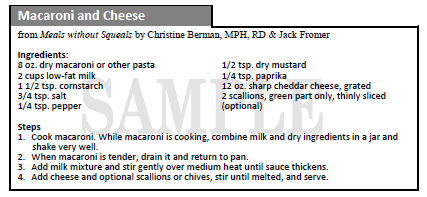 Macaroni and Cheese
from Meals without Squeals by Christine Berman, MPH, RD & Jack Fromer
Ingredients:
8 oz. dry macaroni or other pasta
2 cups low-fat milk
1 1/2 tsp. cornstarch
3/4 tsp. salt
1/4 tsp. pepper
1/2 tsp. dry mustard
1/4 tsp. paprika
12 oz. sharp cheddar cheese, grated
2 scallions, green part only, thinly sliced
(optional)
SAMPLE
Steps
1. Cook macaroni. While macaroni is cooking, combine milk and dry ingredients in a jar and
shake very well.
2. When macaroni is tender, drain it and return to pan.
3. Add milk mixture and stir gently over medium heat until sauce thickens.
4. Add cheese and optional scallions or chives, stir until melted, and serve.